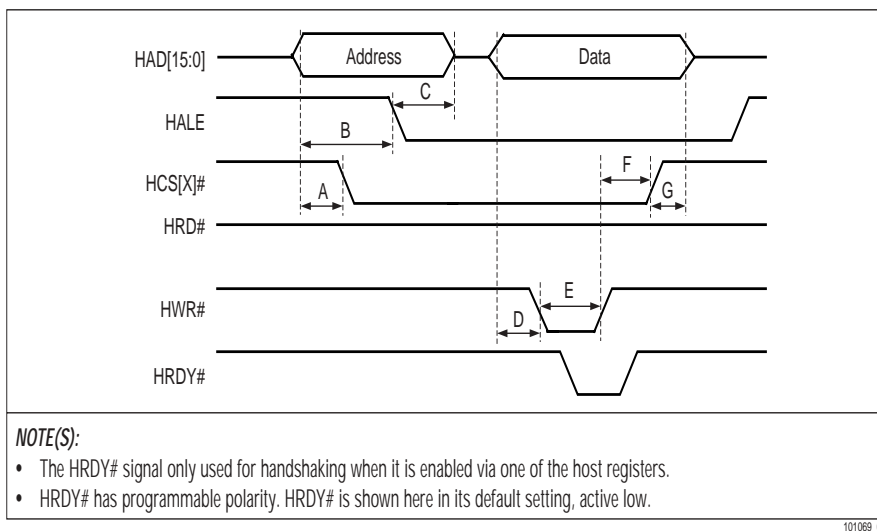 HAD[15:0]
Address
Data
C
HALE
B
F
HCS[X]#
A
G
HRD#
E
HWR#
D
HRDY#
NOTE(S):
• The HRDY# signal only used for handshaking when it is enabled via one of the host registers.
• HRDY# has programmable polarity. HRDY# is shown here in its default setting, active low.
101069